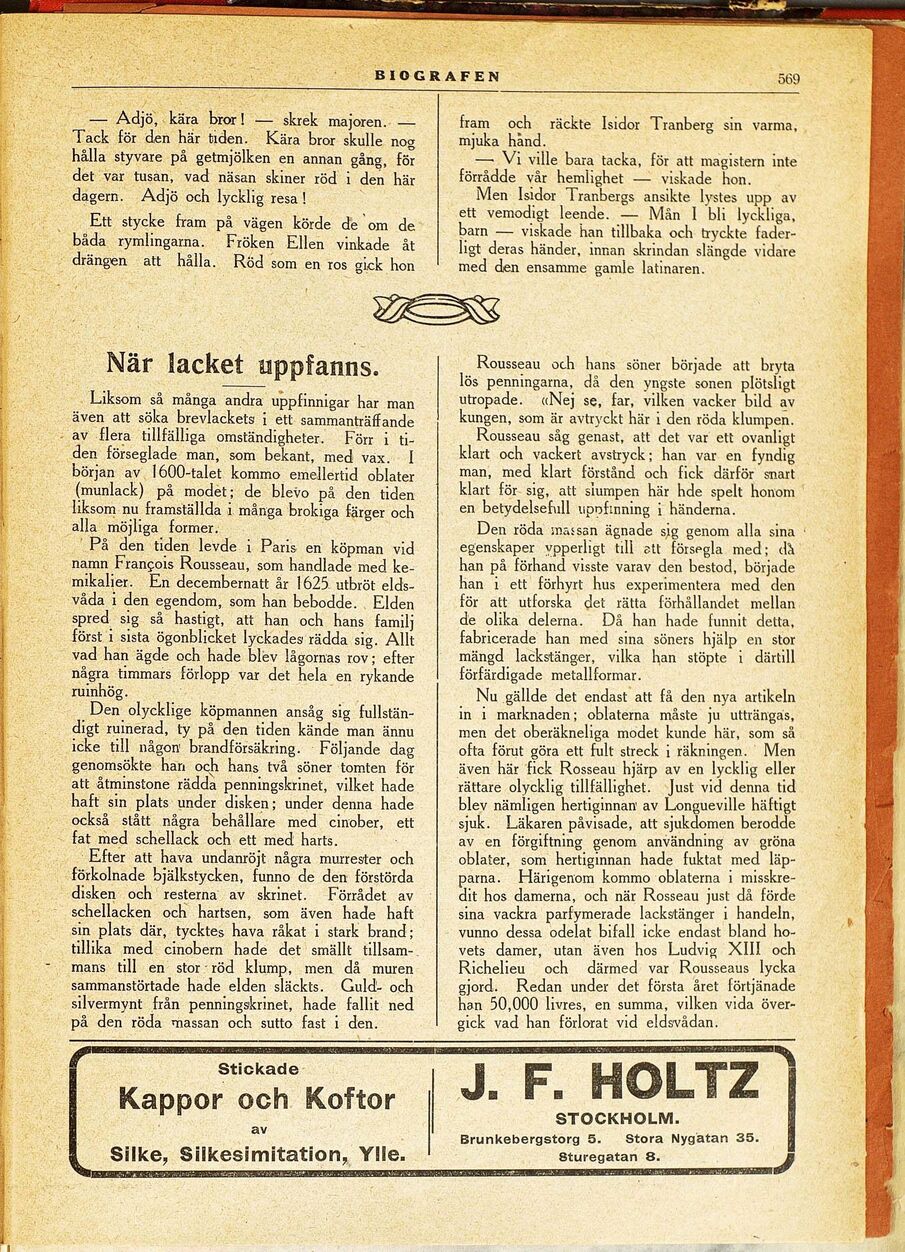 BIOGRAFEN
569
— Adjö, kära bror! — skrek majoren. —
Tack för den här tiden. Kära bror skulle nog
hålla styvare på getmjölken en annan gång, för
det var tusan, vad näsan skiner röd i den här
dagern. Adjö och lycklig resa!
Ett stycke fram på vägen körde de om de
båda rymlingarna. Fröken Ellen vinkade åt
drängen att hålla. Röd som en ros gick hon
fram och räckte Isidor Tranberg sin varma,
mjuka hand.
— Vi ville bara tacka, för att magistern inte
förrådde vår hemlighet — viskade hon.
Men Isidor Tranbergs ansikte lystes upp av
ett vemodigt leende. — Mån I bli lyckliga,
barn — viskade han tillbaka och tryckte fader-
ligt deras händer, innan skrindan slängde vidare
med den ensamme gamle latinaren.
När lacket uppfanns.
Liksom så många andra uppfinnigar har man
även att söka brevlackets i ett sammanträffande
av flera tillfälliga omständigheter. Förr i ti-
den förseglade man, som bekant, med vax. I
början av 1600-talet kommo emellertid oblater
(munlack) på modet; de blevo på den tiden
liksom nu framställda i många brokiga färger och
alla möjliga former.
På den tiden levde i Paris en köpman vid
namn François Rousseau, som handlade med ke-
mikalier. En decembernatt år 1625 utbröt elds-
våda i den egendom, som han bebodde. Elden
spred sig så hastigt, att han och hans familj
först i sista ögonblicket lyckades rädda sig. Allt
vad han ägde och hade blev lågornas rov; efter
några timmars förlopp var det hela en rykande
ruinhög.
Den olycklige köpmannen ansåg sig fullstän-
digt ruinerad, ty på den tiden kände man ännu
icke till någon brandförsäkring. Följande dag
genomsökte han och hans två söner tomten för
att åtminstone rädda penningskrinet, vilket hade
haft sin plats under disken; under denna hade
också stått några behållare med cinober, ett
fat med schellack och ett med harts.
Efter att hava undanröjt några murrester och
förkolnade bjälkstycken, funno de den förstörda
disken och resterna av skrinet. Förrådet av
schellacken och hartsen, som även hade haft
sin plats där, tycktes hava råkat i stark brand;
tillika med cinobern hade det smällt tillsam-
mans till en stor röd klump, men då muren
sammanstörtade hade elden släckts. Guld- och
silvermynt från penningskrinet, hade fallit ned
på den röda massan och sutto fast i den.
Rousseau och hans söner började att bryta
lös penningarna, då den yngste sonen plötsligt
utropade. «Nej se, far, vilken vacker bild av
kungen, som är avtryckt här i den röda klumpen.
Rousseau såg genast, att det var ett ovanligt
klart och vackert avstryck; han var en fyndig
man, med klart förstånd och fick därför snart
klart för sig, att slumpen här hde spelt honom
en betydelsefull uppfinning i händerna.
Den röda massan ägnade sig genom alla sina
egenskaper ypperligt till ett försegla med; då
han på förhand visste varav den bestod, började
han i ett förhyrt hus experimentera med den
för att utforska det rätta förhållandet mellan
de olika delerna. Då han hade funnit detta,
fabricerade han med sina söners hjälp en stor
mängd lackstänger, vilka han stöpte i därtill
förfärdigade metallformar.
Nu gällde det endast att få den nya artikeln
in i marknaden; oblaterna måste ju utträngas,
men det oberäkneliga modet kunde här, som så
ofta förut göra ett fult streck i räkningen. Men
även här fick Rosseau hjärp av en lycklig eller
rättare olycklig tillfällighet. Just vid denna tid
blev nämligen hertiginnan av Longueville häftigt
sjuk. Läkaren påvisade, att sjukdomen berodde
av en förgiftning genom användning av gröna
oblater, som hertiginnan hade fuktat med läp-
parna. Härigenom kommo oblaterna i misskre-
dit hos damerna, och när Rosseau just då förde
sina vackra parfymerade lackstänger i handeln,
vunno dessa odelat bifall icke endast bland ho-
vets damer, utan även hos Ludvig XIII och
Richelieu och därmed var Rousseaus lycka
gjord. Redan under det första året förtjänade
han 50,000 livres, en summa, vilken vida över-
gick vad han förlorat vid eldsvådan.
Stickade
Kappor och Koftor
av
Silke, Silkesimitation, Ylle.
J. F. HOLTZ
STOCKHOLM.
Brunkebergstorg 5. Stora Nygatan 35.
Sturegatan 8.